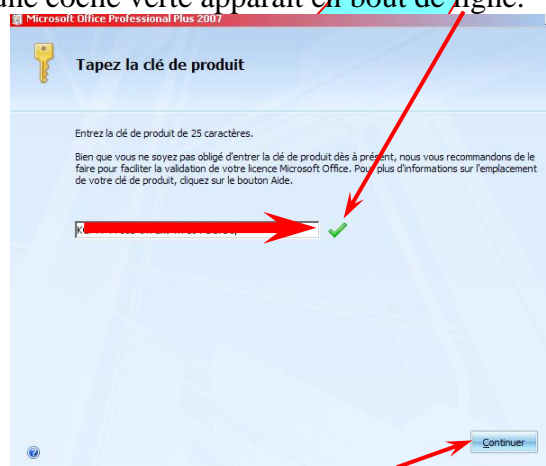 une coche verte apparaît en bout de ligne.
Microsoft Office Professional Plus 2007
Tapez la clé de produit
Entrez la clé de produit de 25 caractères.
Bien que vous ne soyez pas obligé d'entrer la clé de produit dès à présent, nous vous recommandons de le
faire pour faciliter la validation de votre licence Microsoft Office. Pour plus d'informations sur l'emplacement
de votre clé de produit, cliquez sur le bouton Aide.
Continuer